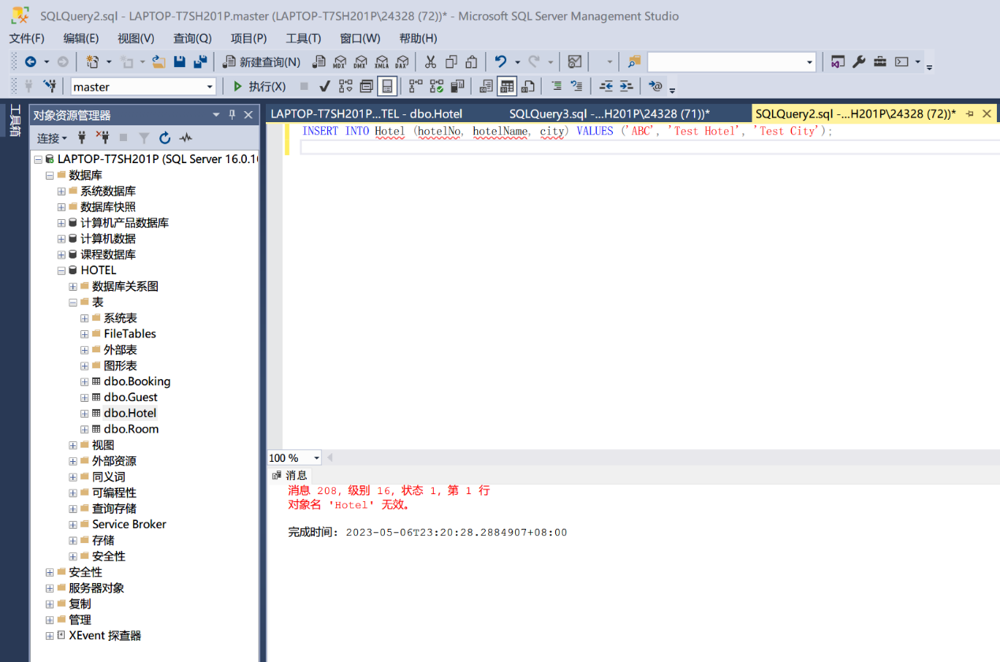 SQLQuery2.sql - LAPTOP-T7SH201P.master (LAPTOP-T7SH201P\24328 (72))* - Microsoft SQL Server Management Studio
文件(F) 编辑(E) 视图(V) 查询(Q) 项目(P) 工具(T) 窗口(W) 帮助(H)
新建查询(N) MDX DMX XMLA DAX
master 执行(X)
工具箱
对象资源管理器
连接
LAPTOP-T7SH201P (SQL Server 16.0.10
数据库
系统数据库
数据库快照
计算机产品数据库
计算机数据
课程数据库
HOTEL
数据库关系图
表
系统表
FileTables
外部表
图形表
dbo.Booking
dbo.Guest
dbo.Hotel
dbo.Room
视图
外部资源
同义词
可编程性
查询存储
Service Broker
存储
安全性
安全性
服务器对象
复制
管理
XEvent 探查器
LAPTOP-T7SH201P...TEL - dbo.Hotel SQLQuery3.sql -...H201P\24328 (71))* SQLQuery2.sql -...H201P\24328 (72))*
INSERT INTO Hotel (hotelNo, hotelName, city) VALUES ('ABC', 'Test Hotel', 'Test City');
100 %
消息
消息 208，级别 16，状态 1，第 1 行
对象名 'Hotel' 无效。
完成时间: 2023-05-06T23:20:28.2884907+08:00